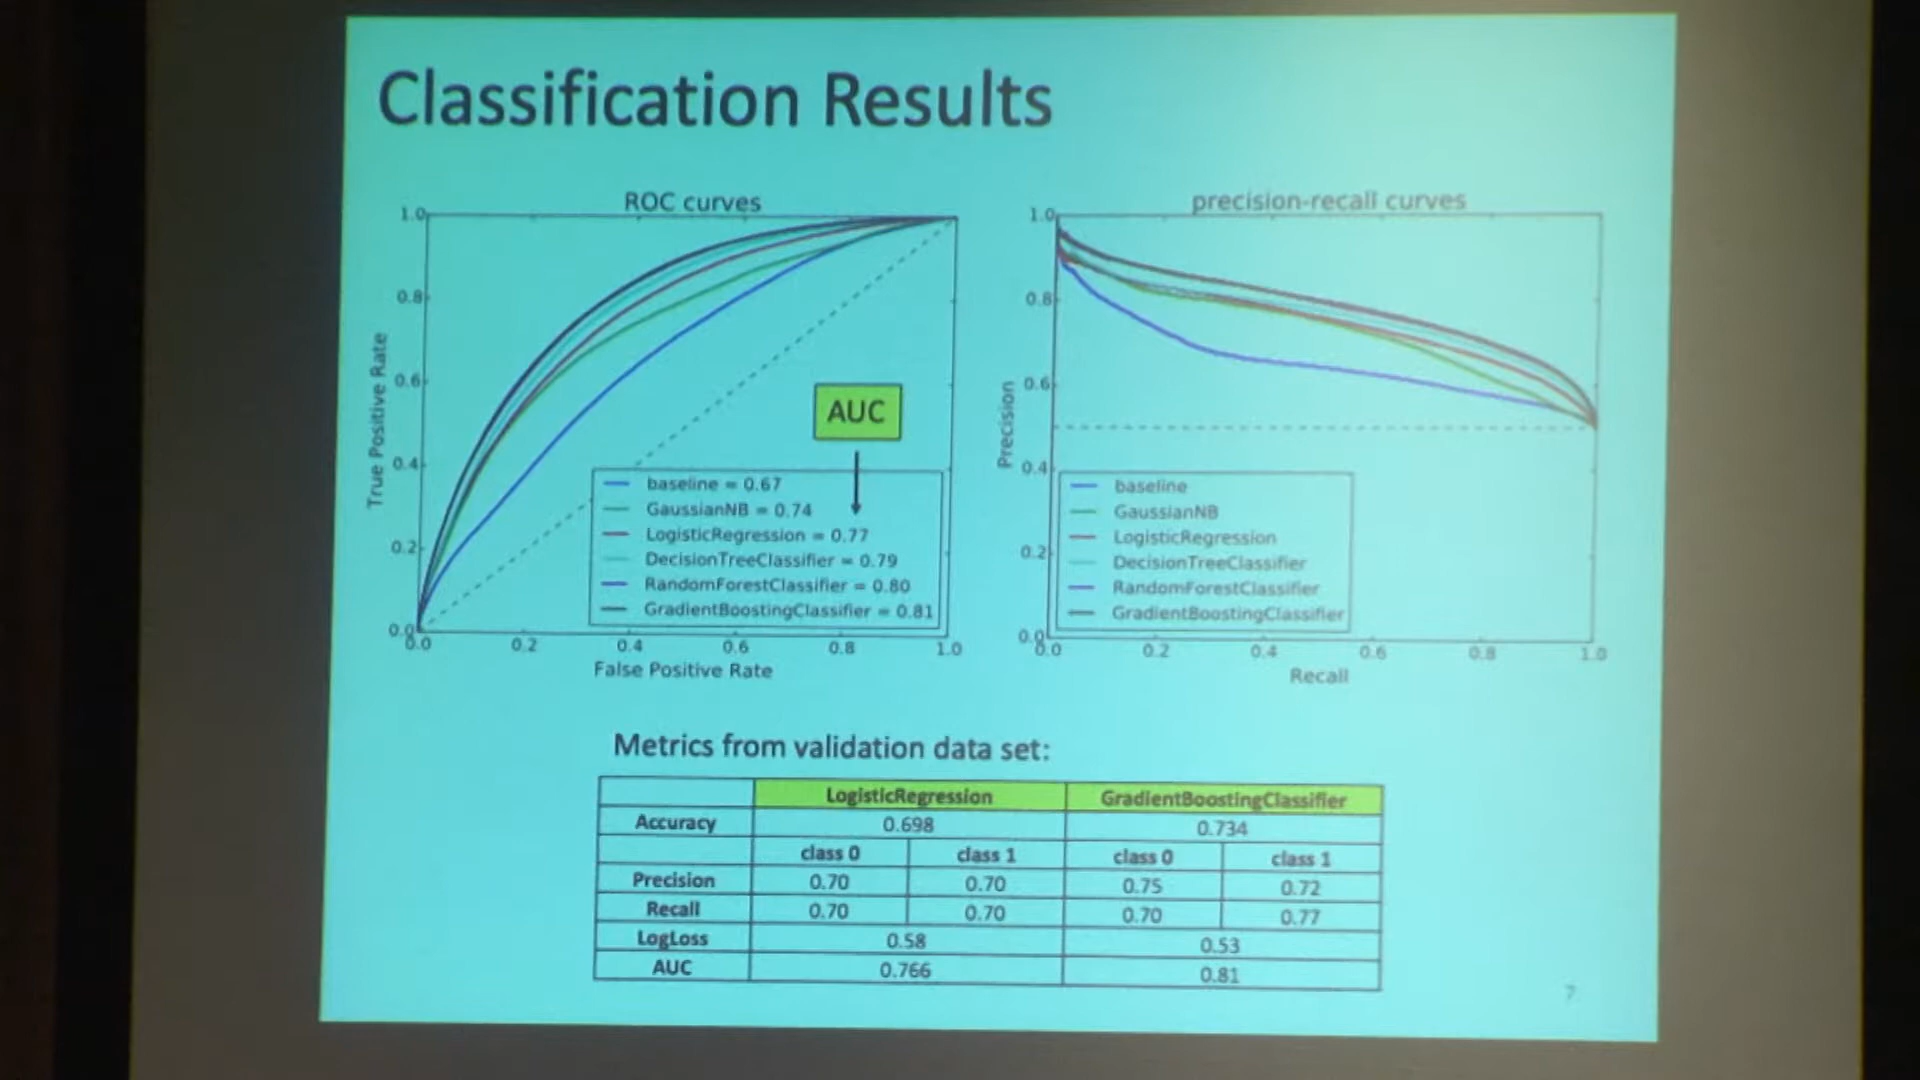 Classification Results
ROC curves
1.0
0.8
0.6
0.4
0.2
0.0
True Positive Rate
AUC
baseline = 0.67
GaussianNB = 0.74
LogisticRegression = 0.77
DecisionTreeClassifier = 0.79
RandomForestClassifier = 0.80
GradientBoostingClassifier = 0.81
0.0 0.2 0.4 0.6 0.8 1.0
False Positive Rate
precision-recall curves
1.0
0.8
0.6
0.4
0.2
0.0
Precision
baseline
GaussianNB
LogisticRegression
DecisionTreeClassifier
RandomForestClassifier
GradientBoostingClassifier
0.0 0.2 0.4 0.6 0.8 1.0
Recall
Metrics from validation data set:
LogisticRegression GradientBoostingClassifier
Accuracy 0.698 0.734
class 0 class 1 class 0 class 1
Precision 0.70 0.70 0.75 0.72
Recall 0.70 0.70 0.70 0.77
LogLoss 0.58 0.53
AUC 0.766 0.81
7